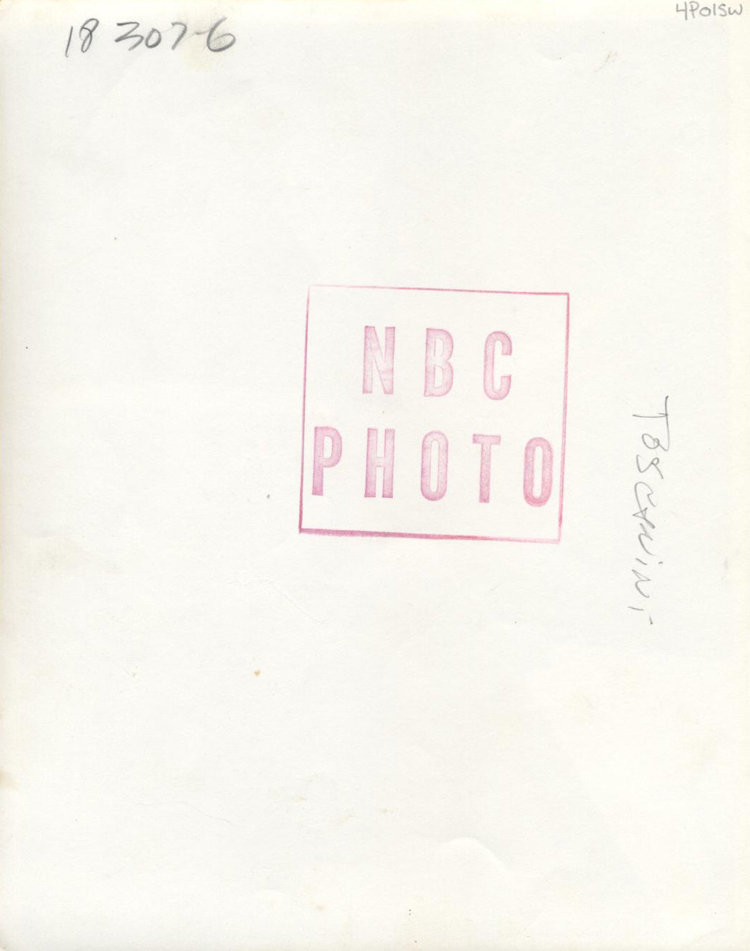 4P01SW
18 307-6
NBC
PHOTO
TOSCANINI